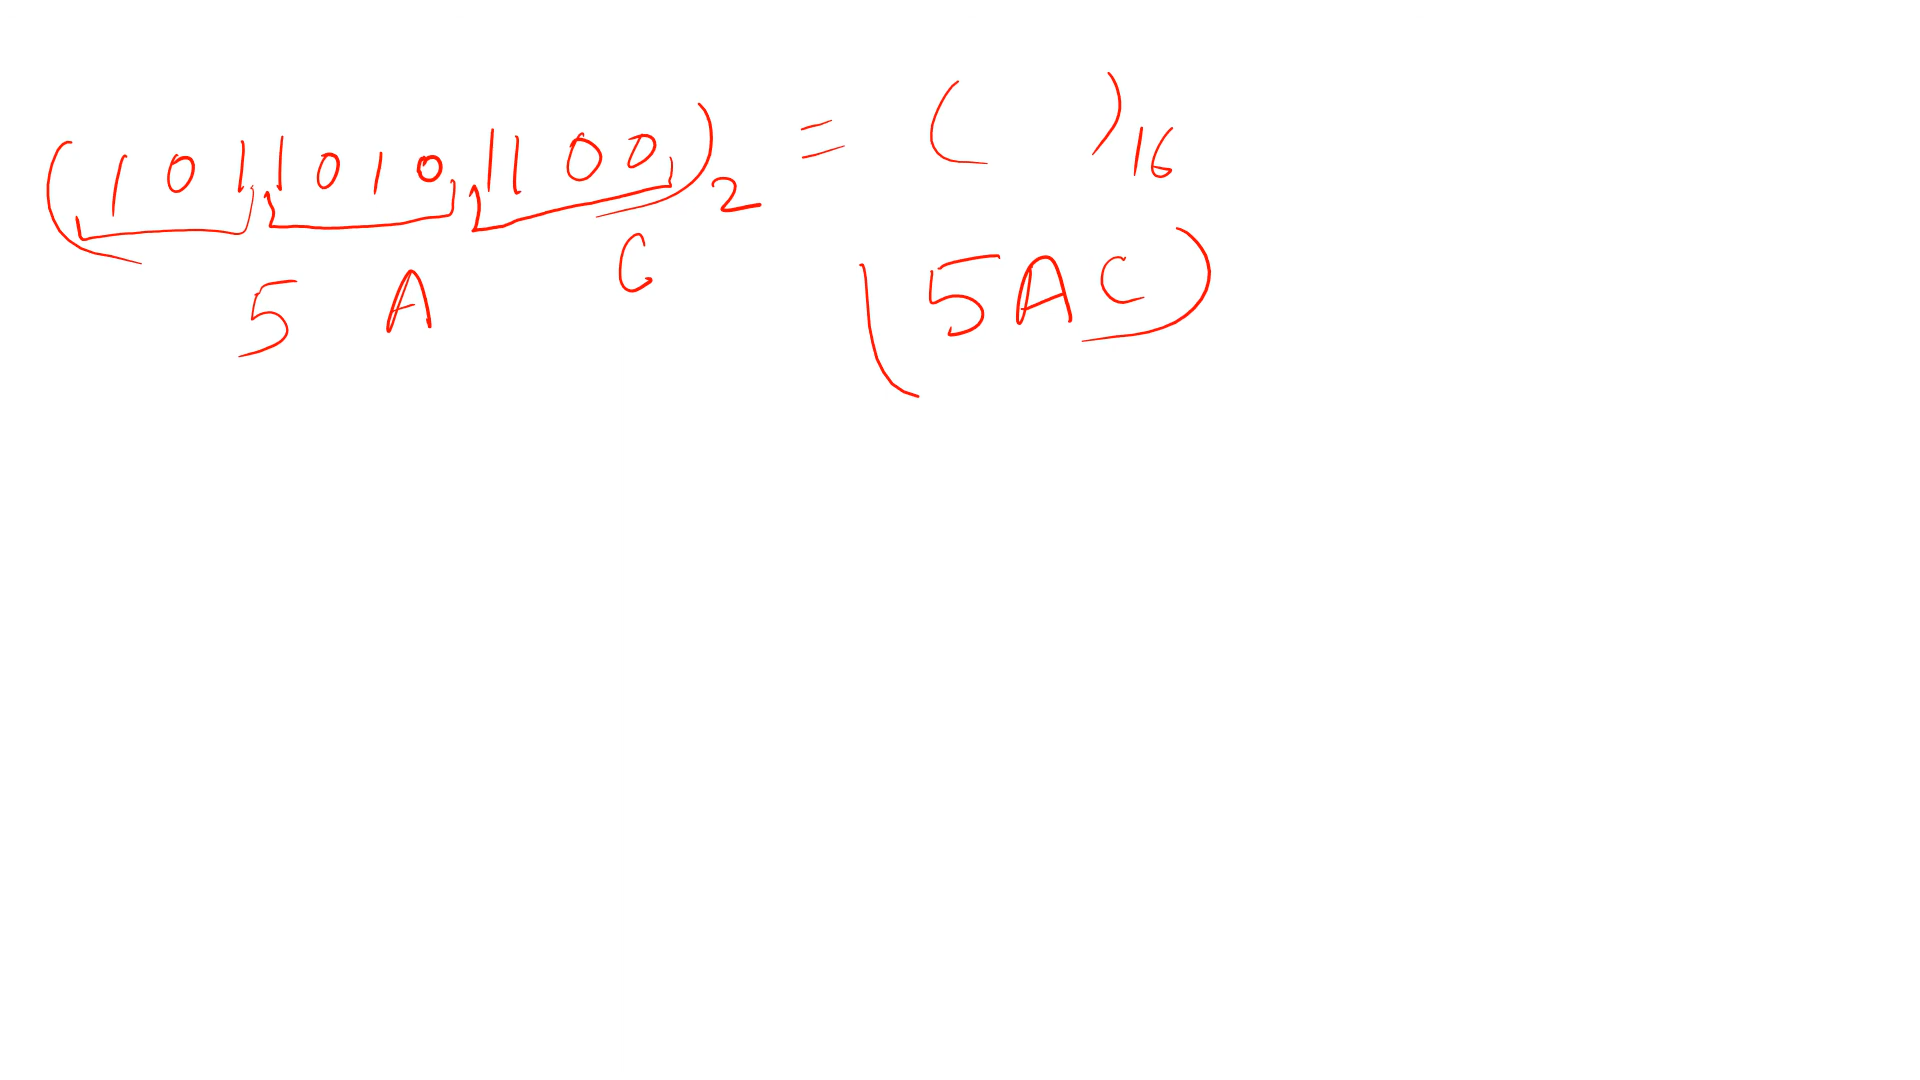 (101,1010,1100)2 = ( )16
5 A C (5AC)